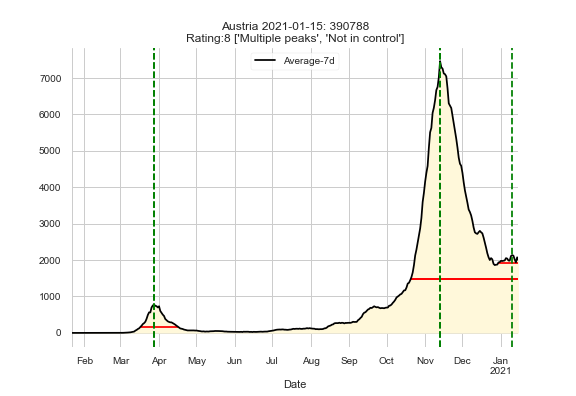 Austria 2021-01-15: 390788
Rating:8 ['Multiple peaks', 'Not in control']
Average-7d
7000
6000
5000
4000
3000
2000
1000
0
Feb Mar Apr May Jun Jul Aug Sep Oct Nov Dec Jan
2021
Date